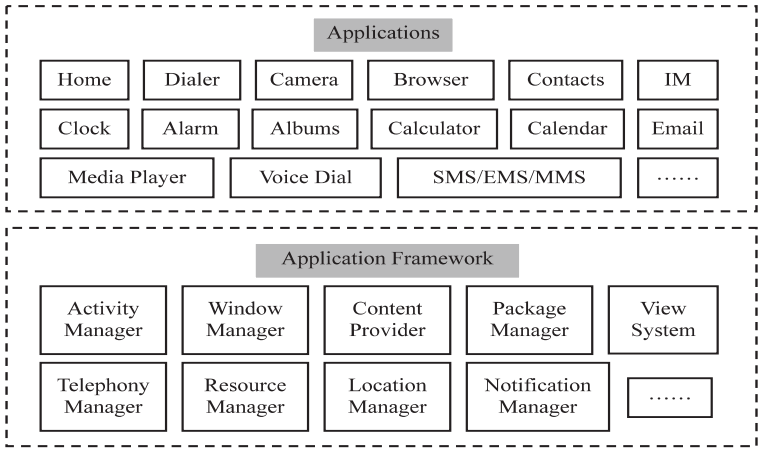 Applications
Home Dialer Camera Browser Contacts IM
Clock Alarm Albums Calculator Calendar Email
Media Player Voice Dial SMS/EMS/MMS ······
Application Framework
Activity Manager
Window Manager
Content Provider
Package Manager
View System
Telephony Manager
Resource Manager
Location Manager
Notification Manager
······